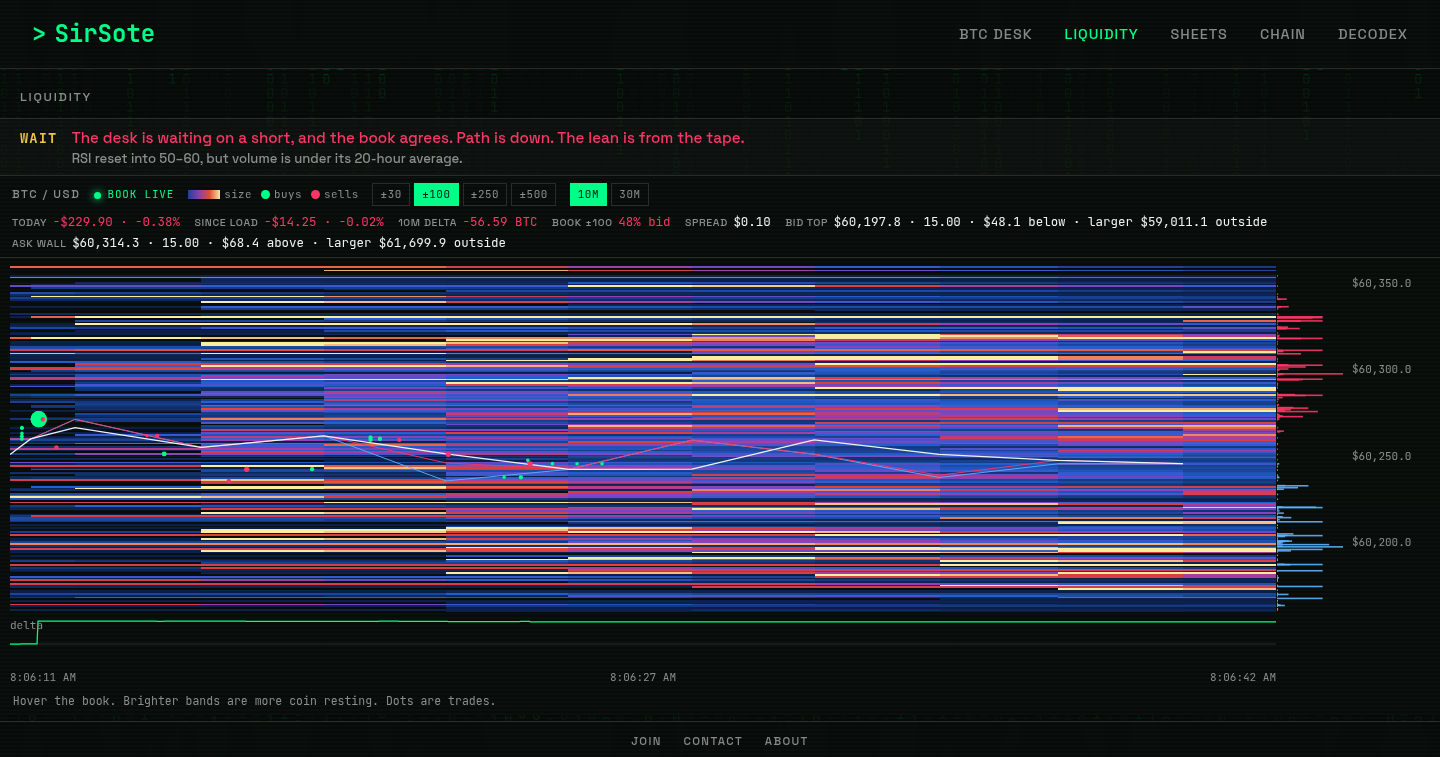 > SirSote
BTC DESK LIQUIDITY SHEETS CHAIN DECODEX
LIQUIDITY
WAIT The desk is waiting on a short, and the book agrees. Path is down. The lean is from the tape.
RSI reset into 50–60, but volume is under its 20-hour average.
BTC / USD BOOK LIVE size buys sells ±30 ±100 ±250 ±500 10M 30M
TODAY -$229.90 · -0.38% SINCE LOAD -$14.25 · -0.02% 10M DELTA -56.59 BTC BOOK ±100 48% bid SPREAD $0.10 BID TOP $60,197.8 · 15.00 · $48.1 below · larger $59,011.1 outside
ASK WALL $60,314.3 · 15.00 · $68.4 above · larger $61,699.9 outside
$60,350.0
$60,300.0
$60,250.0
$60,200.0
delta
8:06:11 AM 8:06:27 AM 8:06:42 AM
Hover the book. Brighter bands are more coin resting. Dots are trades.
JOIN CONTACT ABOUT